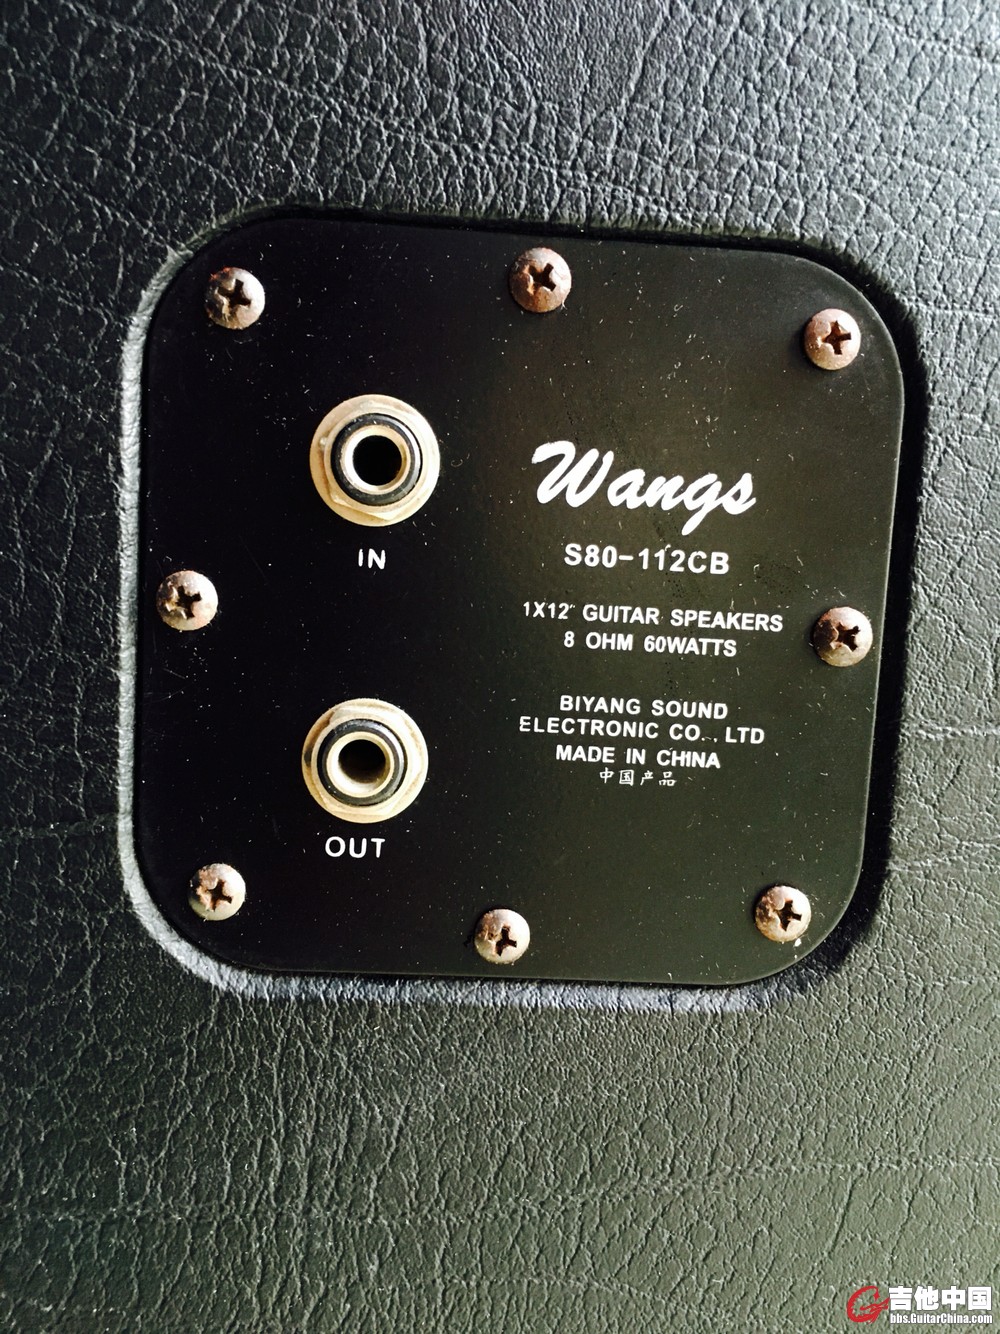 Wangs
S80-112CB
1X12" GUITAR SPEAKERS
8 OHM 60WATTS
BIYANG SOUND
ELECTRONIC CO., LTD
MADE IN CHINA
中国产品
IN
OUT
吉他中国
bbs.GuitarChina.com